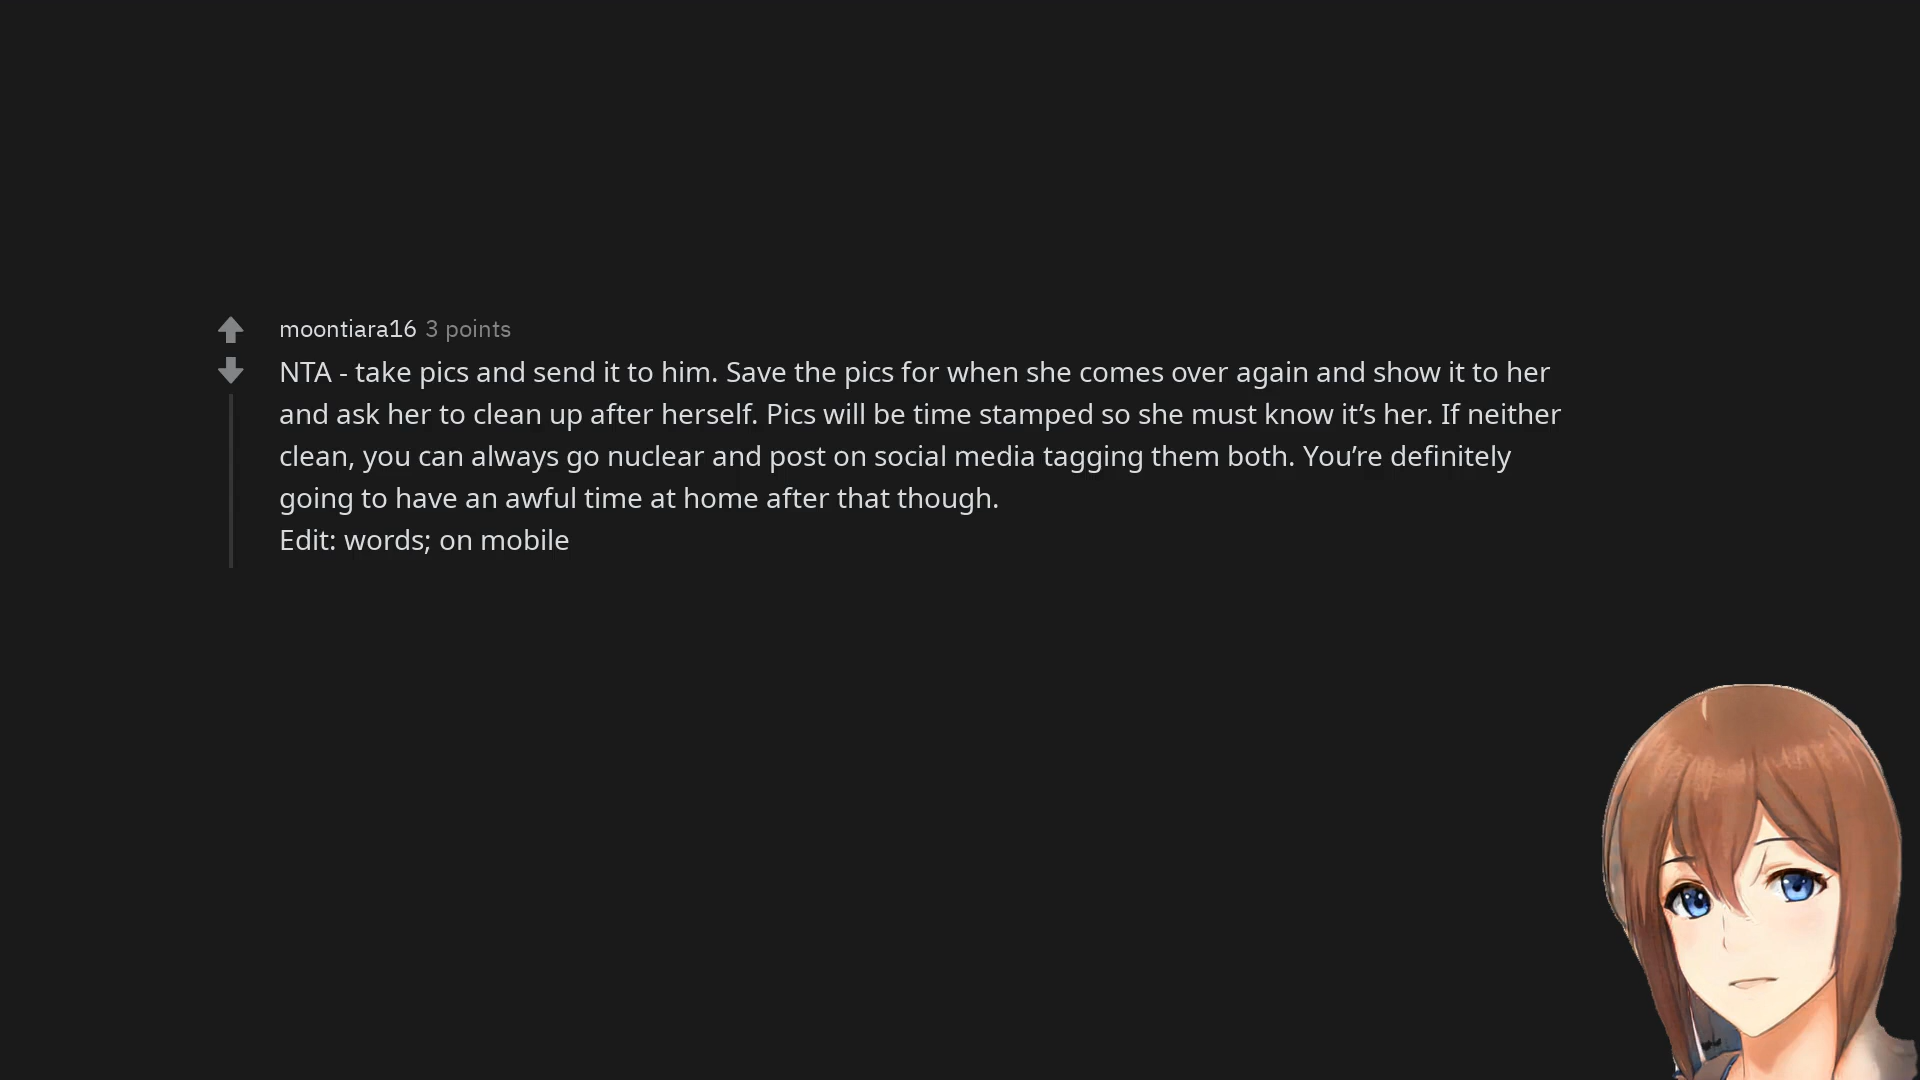 moontiara16 3 points
NTA - take pics and send it to him. Save the pics for when she comes over again and show it to her
and ask her to clean up after herself. Pics will be time stamped so she must know it’s her. If neither
clean, you can always go nuclear and post on social media tagging them both. You’re definitely
going to have an awful time at home after that though.
Edit: words; on mobile